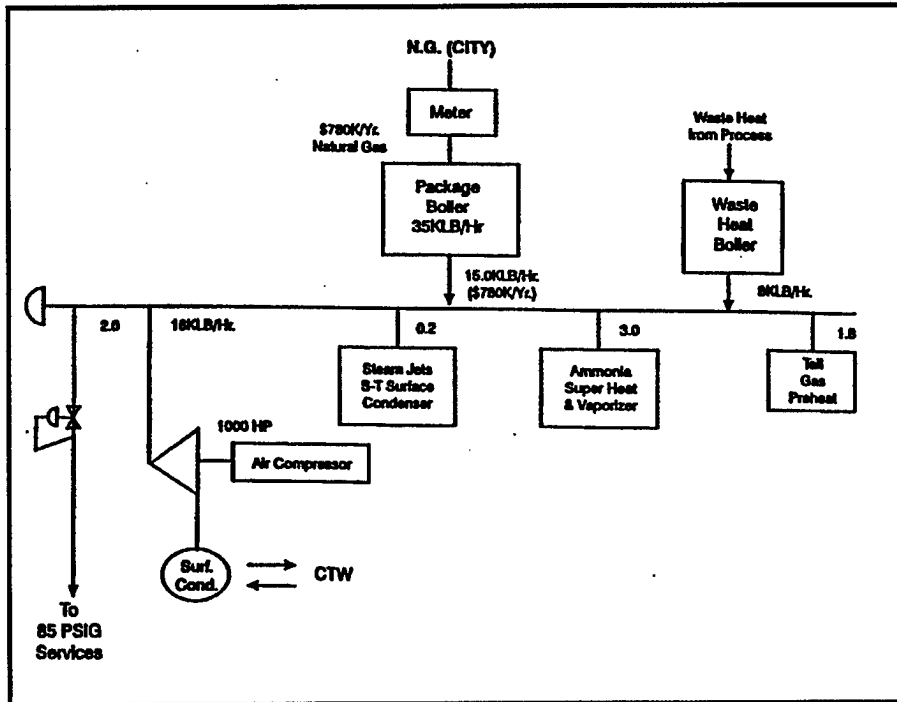 N.G. (CITY)
Meter
$780K/Yr.
Natural Gas
Package
Boiler
35KLB/Hr
Waste Heat
from Process
Waste
Heat
Boiler
15.0KLB/Hr.
($780K/Yr.)
8KLB/Hr.
2.0
16KLB/Hr.
0.2
3.0
1.8
Steam Jets
S-T Surface
Condenser
Ammonia
Super Heat
& Vaporizer
Tail
Gas
Preheat
1000 HP
Air Compressor
Surf.
Cond.
CTW
To
85 PSIG
Services